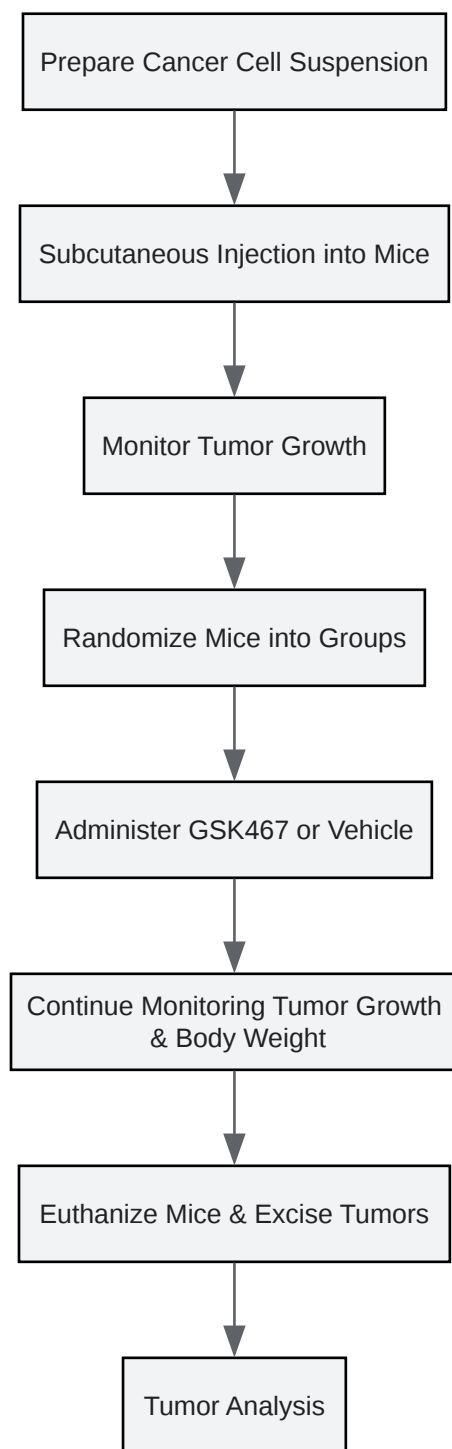 Prepare Cancer Cell Suspension
Subcutaneous Injection into Mice
Monitor Tumor Growth
Randomize Mice into Groups
Administer GSK467 or Vehicle
Continue Monitoring Tumor Growth
& Body Weight
Euthanize Mice & Excise Tumors
Tumor Analysis